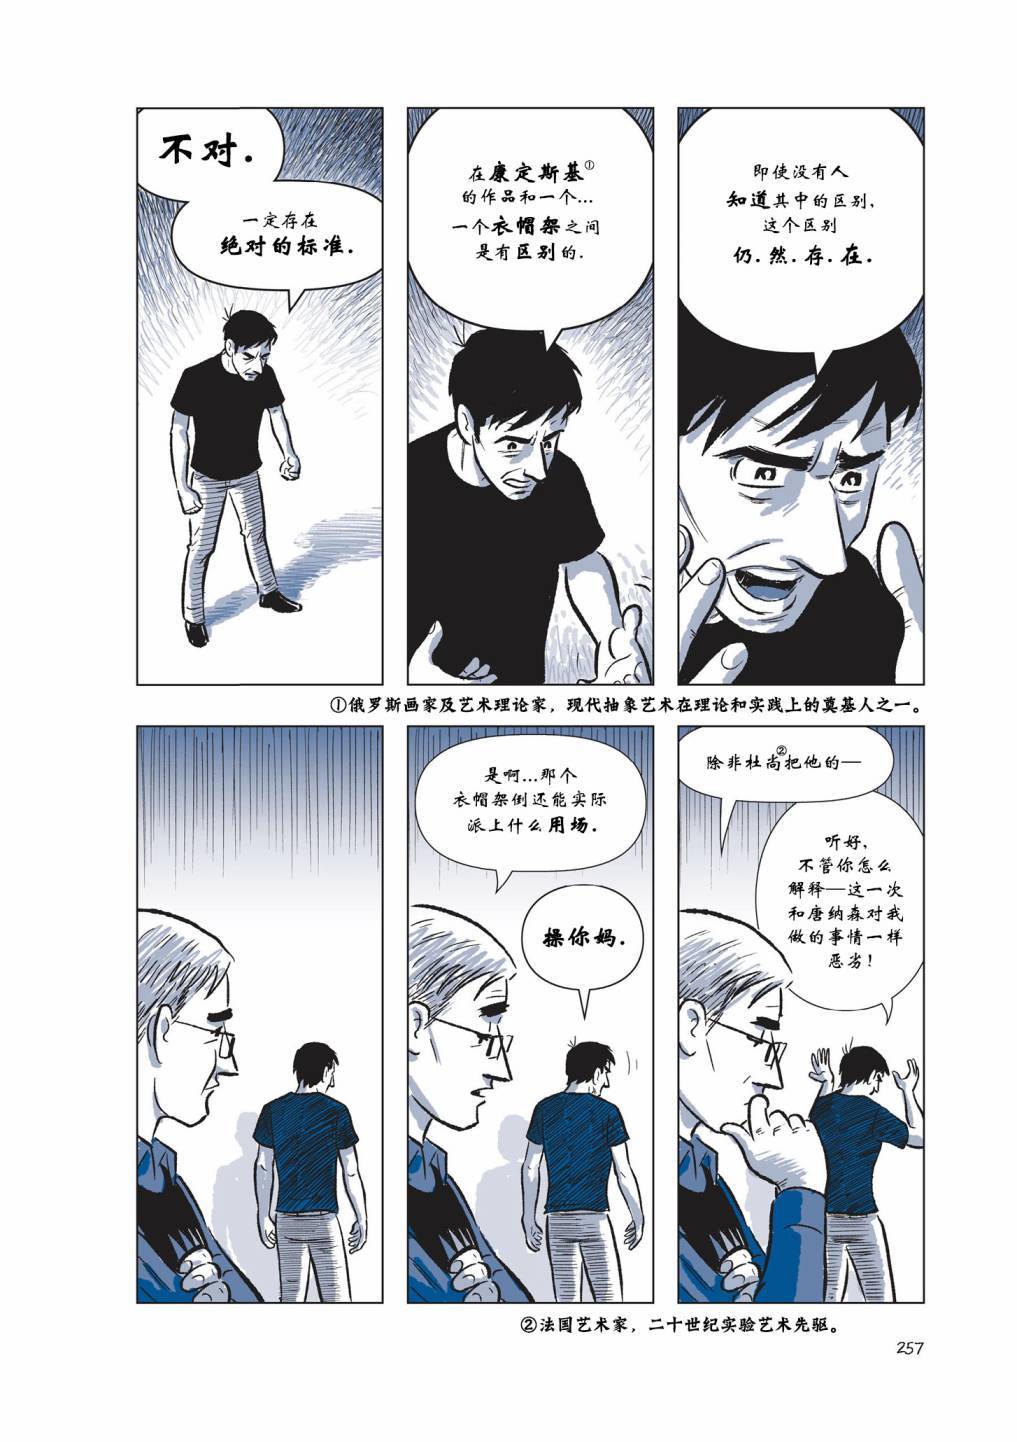 不对.
一定存在
绝对的标准.
在康定斯基①
的作品和一个...
一个衣帽架之间
是有区别的.
即使没有人
知道其中的区别,
这个区别
仍.然.存.在.
①俄罗斯画家及艺术理论家，现代抽象艺术在理论和实践上的奠基人之一。
是啊...那个
衣帽架倒还能实际
派上什么用场.
操你妈.
除非杜尚②把他的—
听好,
不管你怎么
解释—这一次
和唐纳森对我
做的事情一样
恶劣!
②法国艺术家，二十世纪实验艺术先驱。
257